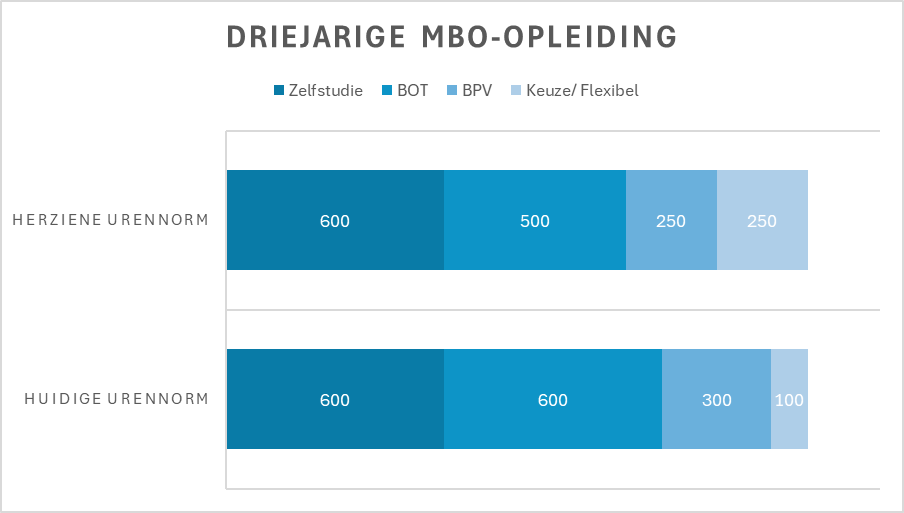 DRIEJARIGE MBO-OPLEIDING
Zelfstudie BOT BPV Keuze/ Flexibel
HERZIENE URENNORM 600 500 250 250
HUIDIGE URENNORM 600 600 300 100